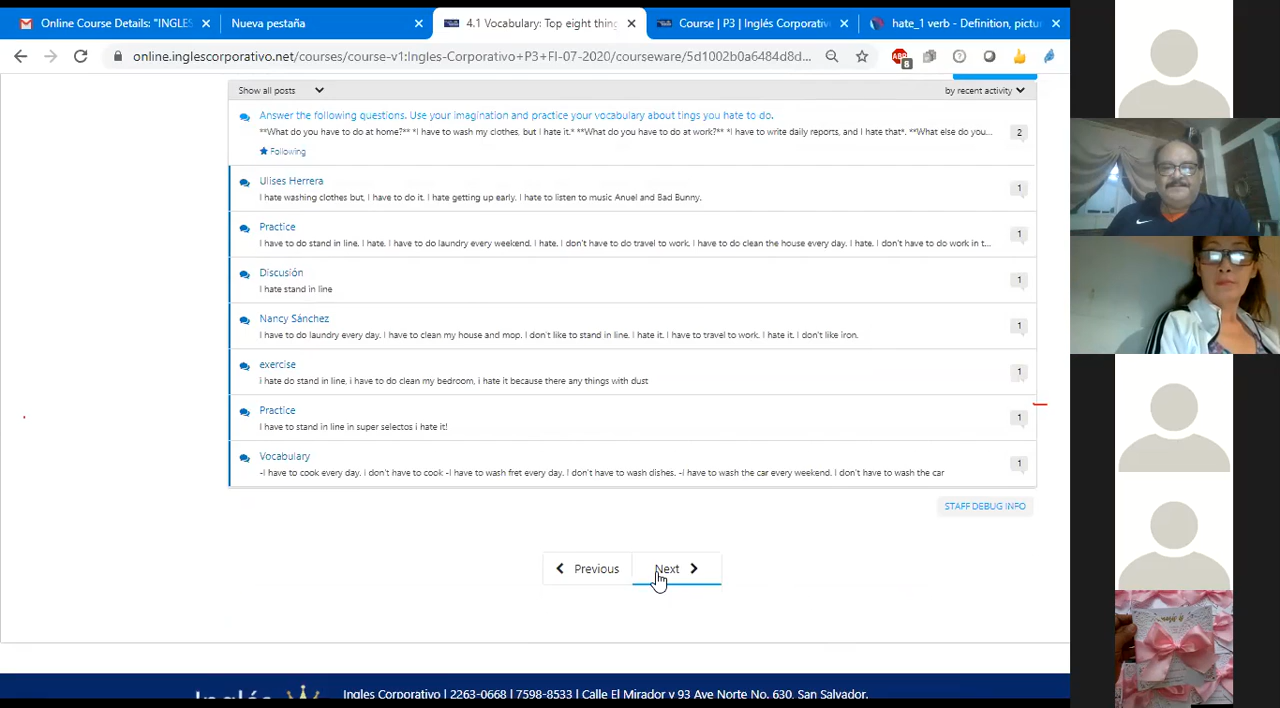 Online Course Details: "INGLES
Nueva pestaña
4.1 Vocabulary: Top eight thing
Course | P3 | Inglés Corporativo
hate_1 verb - Definition, pictu
online.inglescorporativo.net/courses/course-v1:Ingles-Corporativo+P3+FI-07-2020/courseware/5d1002b0a6484d8d...
8
Show all posts
by recent activity
Answer the following questions. Use your imagination and practice your vocabulary about tings you hate to do.
**What do you have to do at home?** *I have to wash my clothes, but I hate it.* **What do you have to do at work?** *I have to write daily reports, and I hate that*. **What else do you...
2
Following
Ulises Herrera
I hate washing clothes but, I have to do it. I hate getting up early. I hate to listen to music Anuel and Bad Bunny.
1
Practice
I have to do stand in line, I hate. I have to do laundry every weekend. I hate. I don't have to do travel to work. I have to do clean the house every day. I hate. I don't have to do work in t...
1
Discusión
I hate stand in line
1
Nancy Sánchez
I have to do laundry every day. I have to clean my house and mop. I don't like to stand in line. I hate it. I have to travel to work. I hate it. I don't like iron.
1
exercise
i hate do stand in line, i have to do clean my bedroom, i hate it because there any things with dust
1
Practice
I have to stand in line in super selectos i hate it!
1
Vocabulary
-I have to cook every day. i don't have to cook -I have to wash fret every day. I don't have to wash dishes. -I have to wash the car every weekend. I don't have to wash the car
1
STAFF DEBUG INFO
Previous
Next
Inglés
Ingles Corporativo | 2263-0668 | 7598-8533 | Calle El Mirador y 93 Ave Norte No. 630, San Salvador.